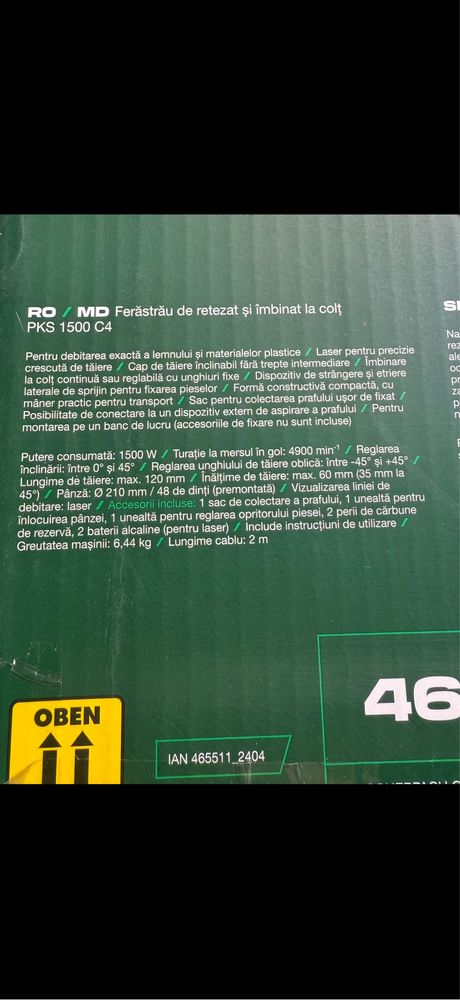 RO / MD Ferăstrău de retezat și îmbinat la colț
PKS 1500 C4
Pentru debitarea exactă a lemnului și materialelor plastice / Laser pentru precizie
crescută de tăiere / Cap de tăiere înclinabil fără trepte intermediare / Îmbinare
la colț continuă sau reglabilă cu unghiuri fixe / Dispozitiv de strângere și etriere
laterale de sprijin pentru fixarea pieselor / Formă constructivă compactă, cu
mâner practic pentru transport / Sac pentru colectarea prafului ușor de fixat /
Posibilitate de conectare la un dispozitiv extern de aspirare a prafului / Pentru
montarea pe un banc de lucru (accesoriile de fixare nu sunt incluse)
Putere consumată: 1500 W / Turație la mersul în gol: 4900 min⁻¹ / Reglarea
înclinării: între 0° și 45° / Reglarea unghiului de tăiere oblică: între -45° și +45° /
Lungime de tăiere: max. 120 mm / Înălțime de tăiere: max. 60 mm (35 mm la
45°) / Pânză: Ø 210 mm / 48 de dinți (premontată) / Vizualizarea liniei de
debitare: laser / Accesorii incluse: 1 sac de colectare a prafului, 1 unealtă pentru
înlocuirea pânzei, 1 unealtă pentru reglarea opritorului piesei, 2 perii de cărbune
de rezervă, 2 baterii alcaline (pentru laser) / Include instrucțiuni de utilizare /
Greutatea mașinii: 6,44 kg / Lungime cablu: 2 m
OBEN
IAN 465511_2404
46